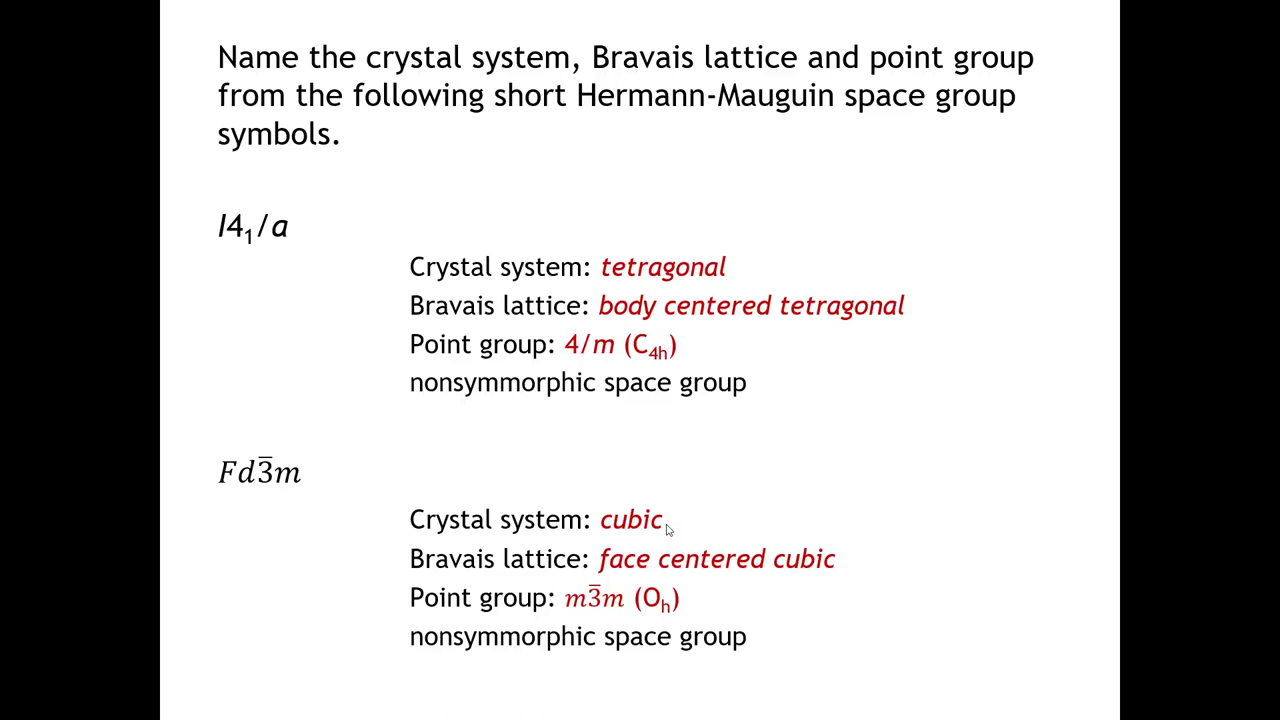 Name the crystal system, Bravais lattice and point group
from the following short Hermann-Mauguin space group
symbols.
I4₁/a
Crystal system: tetragonal
Bravais lattice: body centered tetragonal
Point group: 4/m (C₄ₕ)
nonsymmorphic space group
Fd3̅m
Crystal system: cubic
Bravais lattice: face centered cubic
Point group: m3̅m (Oₕ)
nonsymmorphic space group